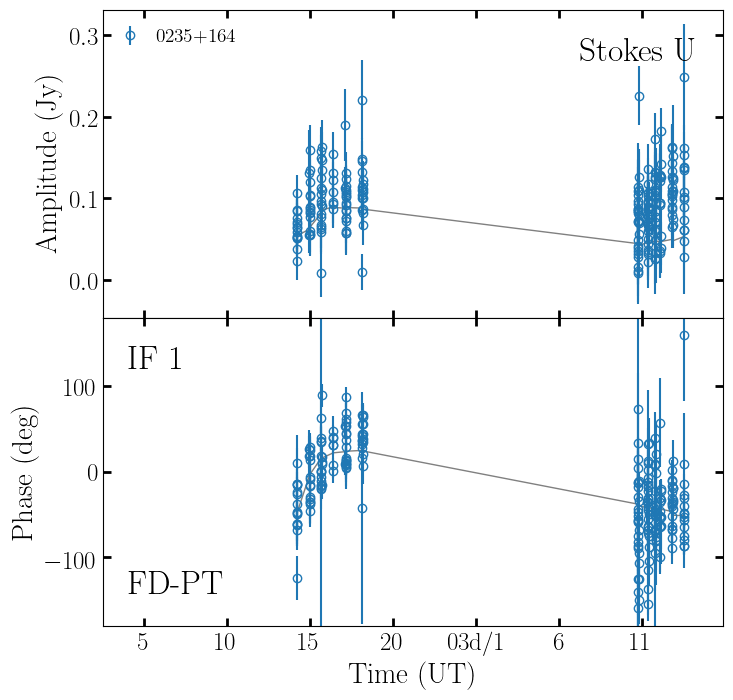 0235+164
Stokes U
Amplitude (Jy)
0.3
0.2
0.1
0.0
IF 1
Phase (deg)
100
0
−100
FD-PT
5 10 15 20 03d/1 6 11
Time (UT)